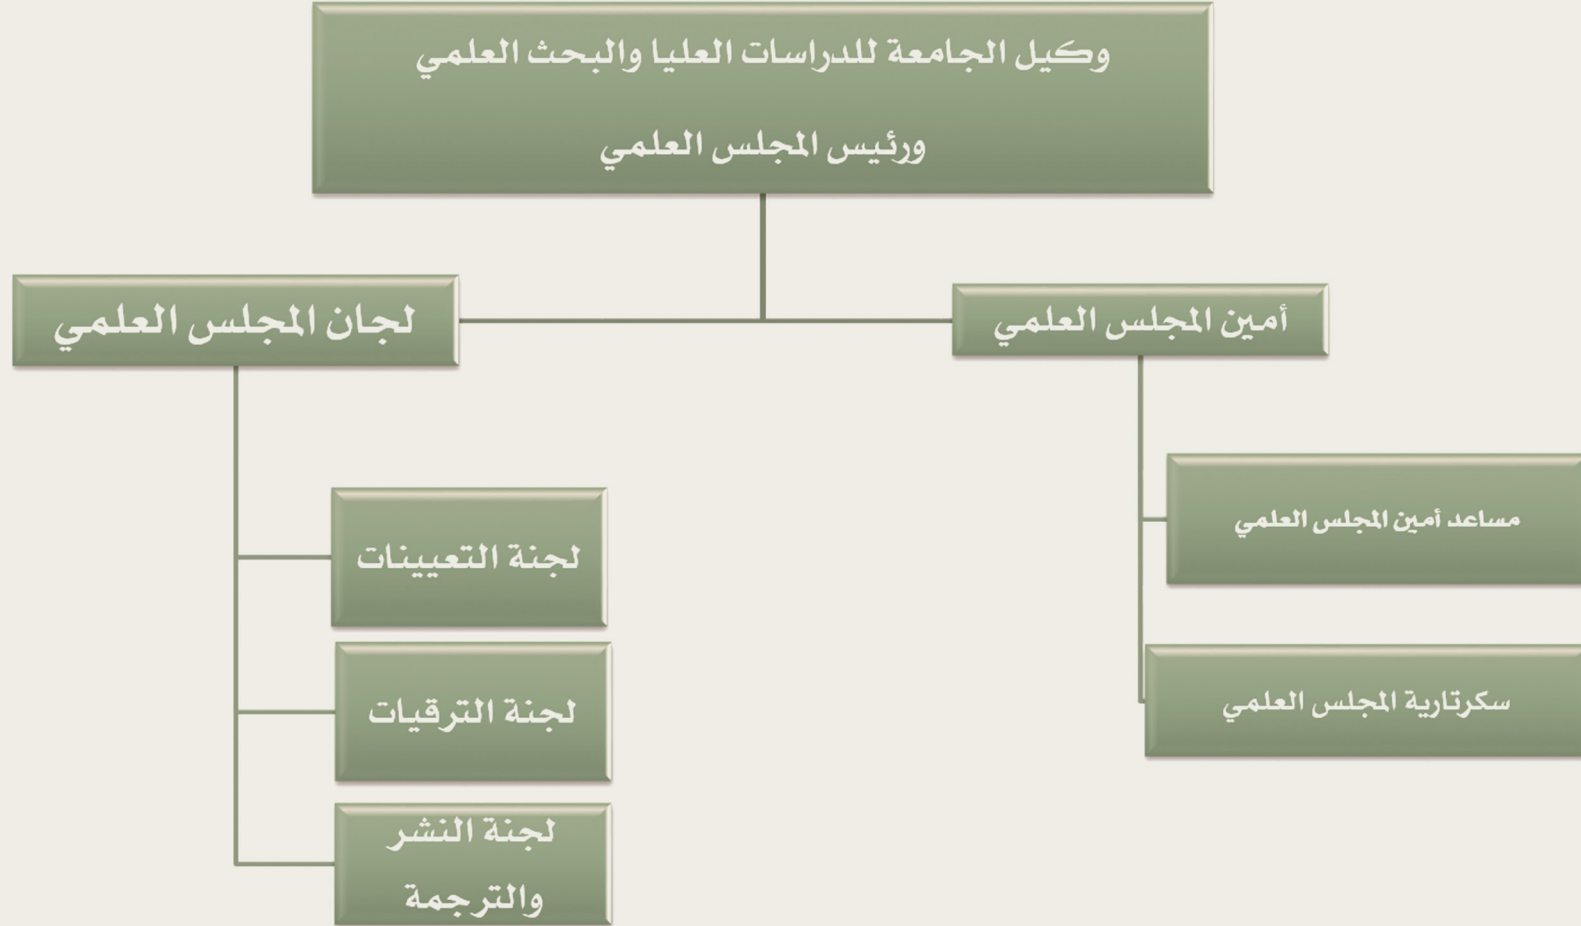 وكيل الجامعة للدراسات العليا والبحث العلمي
ورئيس المجلس العلمي
أمين المجلس العلمي
لجان المجلس العلمي
مساعد أمين المجلس العلمي
سكرتارية المجلس العلمي
لجنة التعيينات
لجنة الترقيات
لجنة النشر
والترجمة